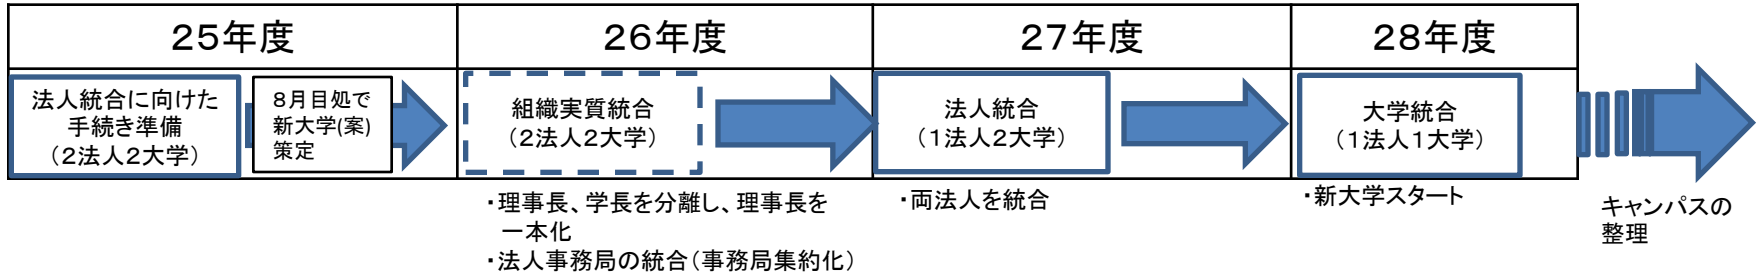 25年度
26年度
27年度
28年度
法人統合に向けた
手続き準備
(2法人2大学)
8月目処で
新大学(案)
策定
組織実質統合
(2法人2大学)
法人統合
(1法人2大学)
大学統合
(1法人1大学)
・理事長、学長を分離し、理事長を
一本化
・法人事務局の統合(事務局集約化)
・両法人を統合
・新大学スタート
キャンパスの
整理